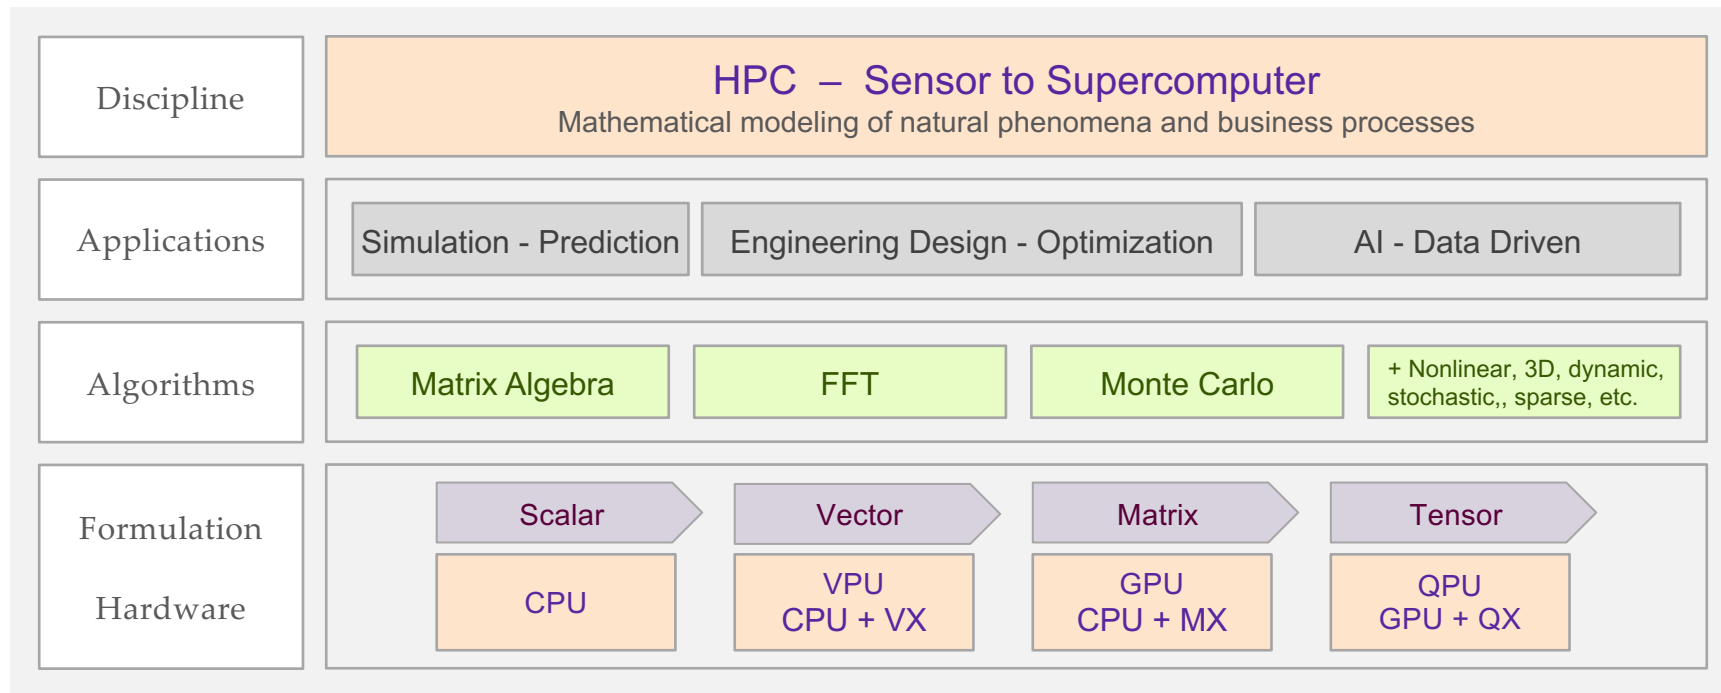 Discipline
HPC – Sensor to Supercomputer
Mathematical modeling of natural phenomena and business processes
Applications
Simulation - Prediction
Engineering Design - Optimization
AI - Data Driven
Algorithms
Matrix Algebra
FFT
Monte Carlo
+ Nonlinear, 3D, dynamic,
stochastic,, sparse, etc.
Formulation
Scalar
Vector
Matrix
Tensor
Hardware
CPU
VPU
CPU + VX
GPU
CPU + MX
QPU
GPU + QX